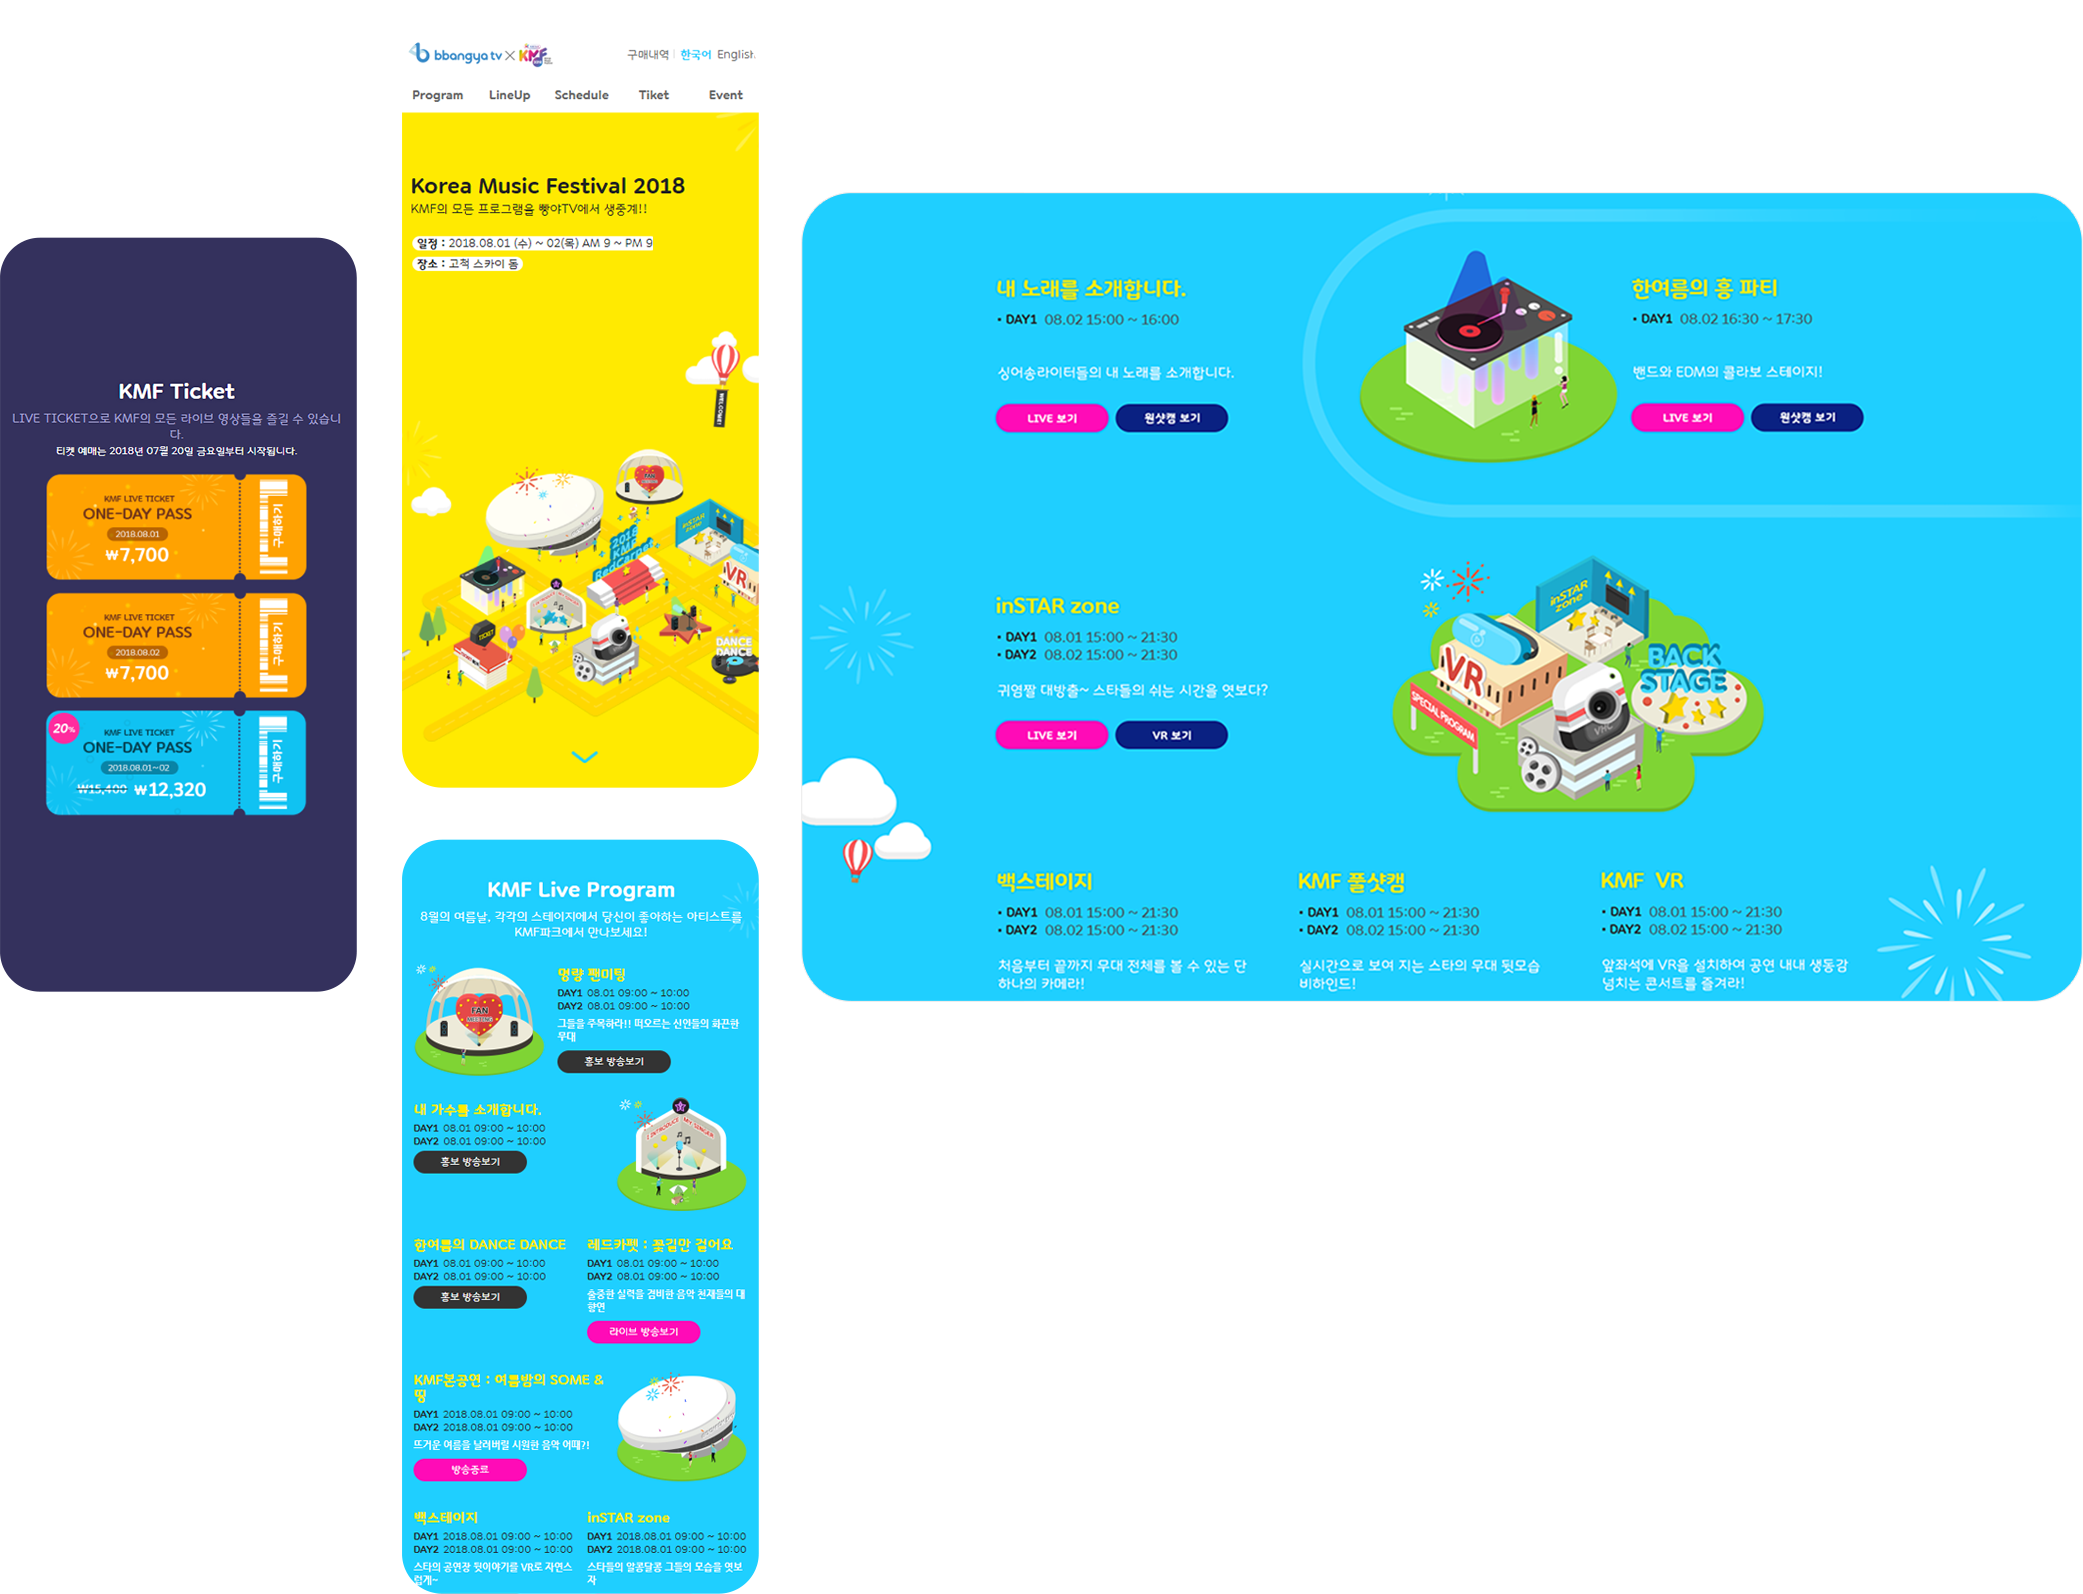 bbangya tv × KMF
구매내역 | 한국어 English
Program LineUp Schedule Tiket Event
Korea Music Festival 2018
KMF의 모든 프로그램을 빵야TV에서 생중계!!
일정 : 2018.08.01 (수) ~ 02(목) AM 9 ~ PM 9
장소 : 고척 스카이 돔
WELCOME!
FAN
inSTAR
zone
2018
KMF
Redcarpet
VR
TICKET
DANCE
DANCE
KMF Ticket
LIVE TICKET으로 KMF의 모든 라이브 영상들을 즐길 수 있습니
다.
티켓 예매는 2018년 07월 20일 금요일부터 시작됩니다.
KMF LIVE TICKET
ONE-DAY PASS
2018.08.01
₩7,700
구매하기
KMF LIVE TICKET
ONE-DAY PASS
2018.08.02
₩7,700
구매하기
20%
KMF LIVE TICKET
ONE-DAY PASS
2018.08.01~02
₩15,400 ₩12,320
구매하기
KMF Live Program
8월의 여름날, 각각의 스테이지에서 당신이 좋아하는 아티스트를
KMF파크에서 만나보세요!
FAN
MEETING
명량 팬미팅
DAY1 08.01 09:00 ~ 10:00
DAY2 08.01 09:00 ~ 10:00
그들을 주목하라!! 떠오르는 신인들의 화끈한
무대
홍보 방송보기
내 가수를 소개합니다.
DAY1 08.01 09:00 ~ 10:00
DAY2 08.01 09:00 ~ 10:00
홍보 방송보기
INTRODUCE MY SINGER
한여름의 DANCE DANCE
DAY1 08.01 09:00 ~ 10:00
DAY2 08.01 09:00 ~ 10:00
홍보 방송보기
레드카펫 : 꽃길만 걸어요
DAY1 08.01 09:00 ~ 10:00
DAY2 08.01 09:00 ~ 10:00
출중한 실력을 겸비한 음악 천재들의 대
향연
라이브 방송보기
KMF본공연 : 여름밤의 SOME &
띵
DAY1 2018.08.01 09:00 ~ 10:00
DAY2 2018.08.01 09:00 ~ 10:00
뜨거운 여름을 날려버릴 시원한 음악 어때?!
방송종료
백스테이지
DAY1 2018.08.01 09:00 ~ 10:00
DAY2 2018.08.01 09:00 ~ 10:00
스타의 공연장 뒷이야기를 VR로 자연스
럽게~
inSTAR zone
DAY1 2018.08.01 09:00 ~ 10:00
DAY2 2018.08.01 09:00 ~ 10:00
스타들의 알콩달콩 그들의 모습을 엿보
자
내 노래를 소개합니다.
• DAY1 08.02 15:00 ~ 16:00
싱어송라이터들의 내 노래를 소개합니다.
LIVE 보기 원샷캠 보기
한여름의 흥 파티
• DAY1 08.02 16:30 ~ 17:30
밴드와 EDM의 콜라보 스테이지!
LIVE 보기 원샷캠 보기
inSTAR zone
• DAY1 08.01 15:00 ~ 21:30
• DAY2 08.02 15:00 ~ 21:30
귀염짤 대방출~ 스타들의 쉬는 시간을 엿보다?
LIVE 보기 VR 보기
inSTAR
zone
VR
BACK
STAGE
SPECIAL PROGRAM
백스테이지
• DAY1 08.01 15:00 ~ 21:30
• DAY2 08.02 15:00 ~ 21:30
처음부터 끝까지 무대 전체를 볼 수 있는 단
하나의 카메라!
KMF 풀샷캠
• DAY1 08.01 15:00 ~ 21:30
• DAY2 08.02 15:00 ~ 21:30
실시간으로 보여 지는 스타의 무대 뒷모습
비하인드!
KMF VR
• DAY1 08.01 15:00 ~ 21:30
• DAY2 08.02 15:00 ~ 21:30
앞좌석에 VR을 설치하여 공연 내내 생동감
넘치는 콘서트를 즐겨라!